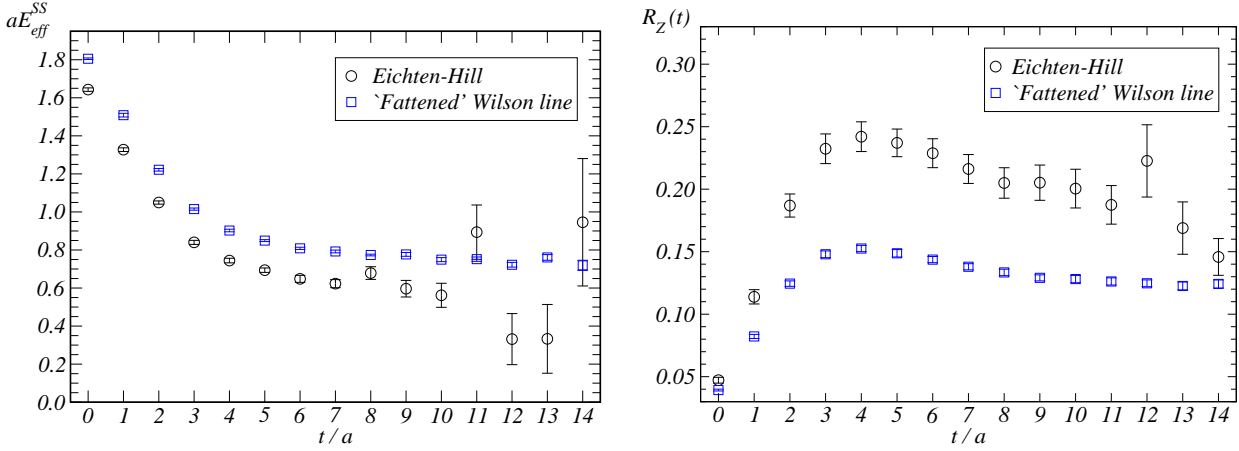 aE_eff^SS
1.8
1.6
1.4
1.2
1.0
0.8
0.6
0.4
0.2
0.0
0 1 2 3 4 5 6 7 8 9 10 11 12 13 14
t / a
Eichten-Hill
`Fattened' Wilson line
R_Z(t)
0.30
0.25
0.20
0.15
0.10
0.05
0 1 2 3 4 5 6 7 8 9 10 11 12 13 14
t / a
Eichten-Hill
`Fattened' Wilson line